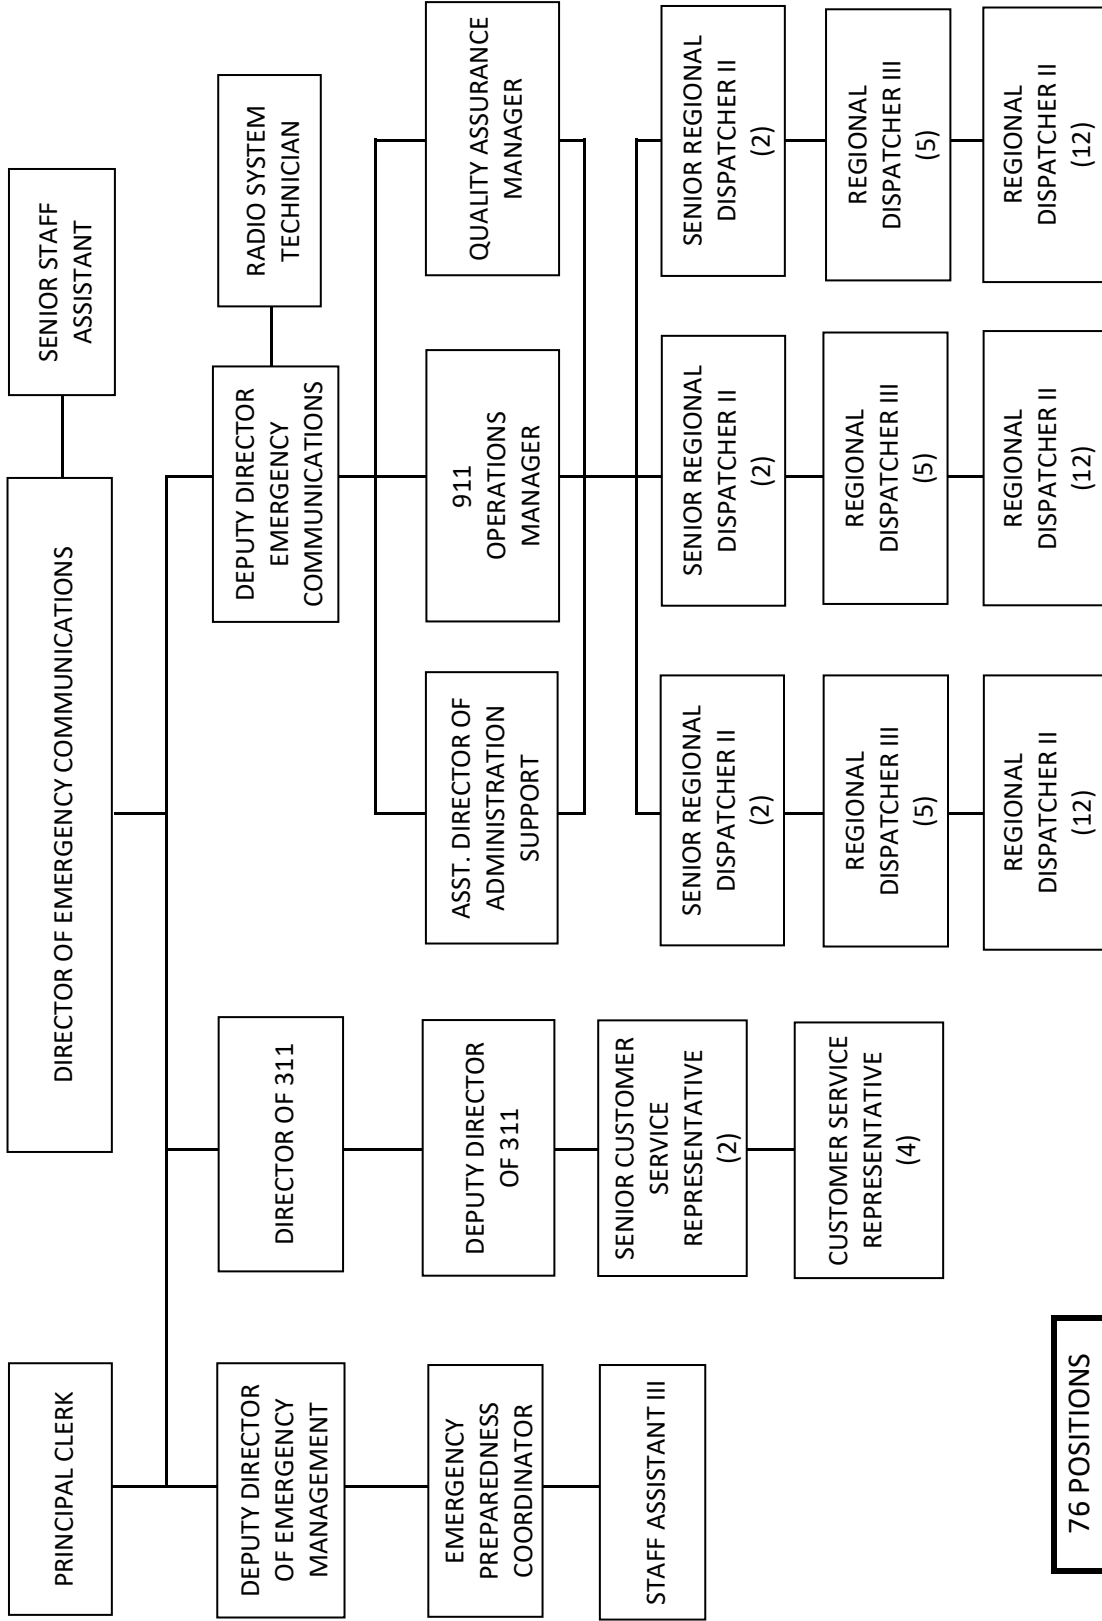 PRINCIPAL CLERK
DIRECTOR OF EMERGENCY COMMUNICATIONS
SENIOR STAFF
ASSISTANT
DEPUTY DIRECTOR
OF EMERGENCY
MANAGEMENT
DIRECTOR OF 311
DEPUTY DIRECTOR
EMERGENCY
COMMUNICATIONS
RADIO SYSTEM
TECHNICIAN
EMERGENCY
PREPAREDNESS
COORDINATOR
DEPUTY DIRECTOR
OF 311
ASST. DIRECTOR OF
ADMINISTRATION
SUPPORT
911
OPERATIONS
MANAGER
QUALITY ASSURANCE
MANAGER
STAFF ASSISTANT III
SENIOR CUSTOMER
SERVICE
REPRESENTATIVE
(2)
SENIOR REGIONAL
DISPATCHER II
(2)
SENIOR REGIONAL
DISPATCHER II
(2)
SENIOR REGIONAL
DISPATCHER II
(2)
CUSTOMER SERVICE
REPRESENTATIVE
(4)
REGIONAL
DISPATCHER III
(5)
REGIONAL
DISPATCHER III
(5)
REGIONAL
DISPATCHER III
(5)
REGIONAL
DISPATCHER II
(12)
REGIONAL
DISPATCHER II
(12)
REGIONAL
DISPATCHER II
(12)
76 POSITIONS